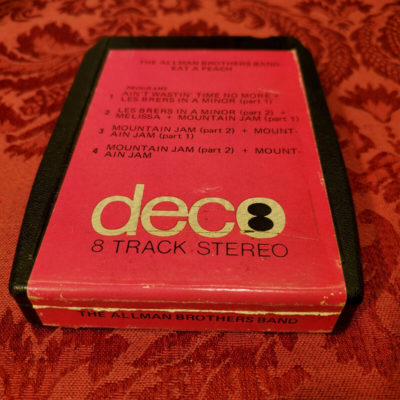 THE ALLMAN BROTHERS BAND
EAT A PEACH
PROGRAMS
1 AIN'T WASTIN' TIME NO MORE +
LES BRERS IN A MINOR (part 1)
2 LES BRERS IN A MINOR (part 2) +
MELISSA + MOUNTAIN JAM (part 1)
3 MOUNTAIN JAM (part 2) + MOUNT-
AIN JAM (part 1)
4 MOUNTAIN JAM (part 2) + MOUNT-
AIN JAM
deco8
8 TRACK STEREO
THE ALLMAN BROTHERS BAND